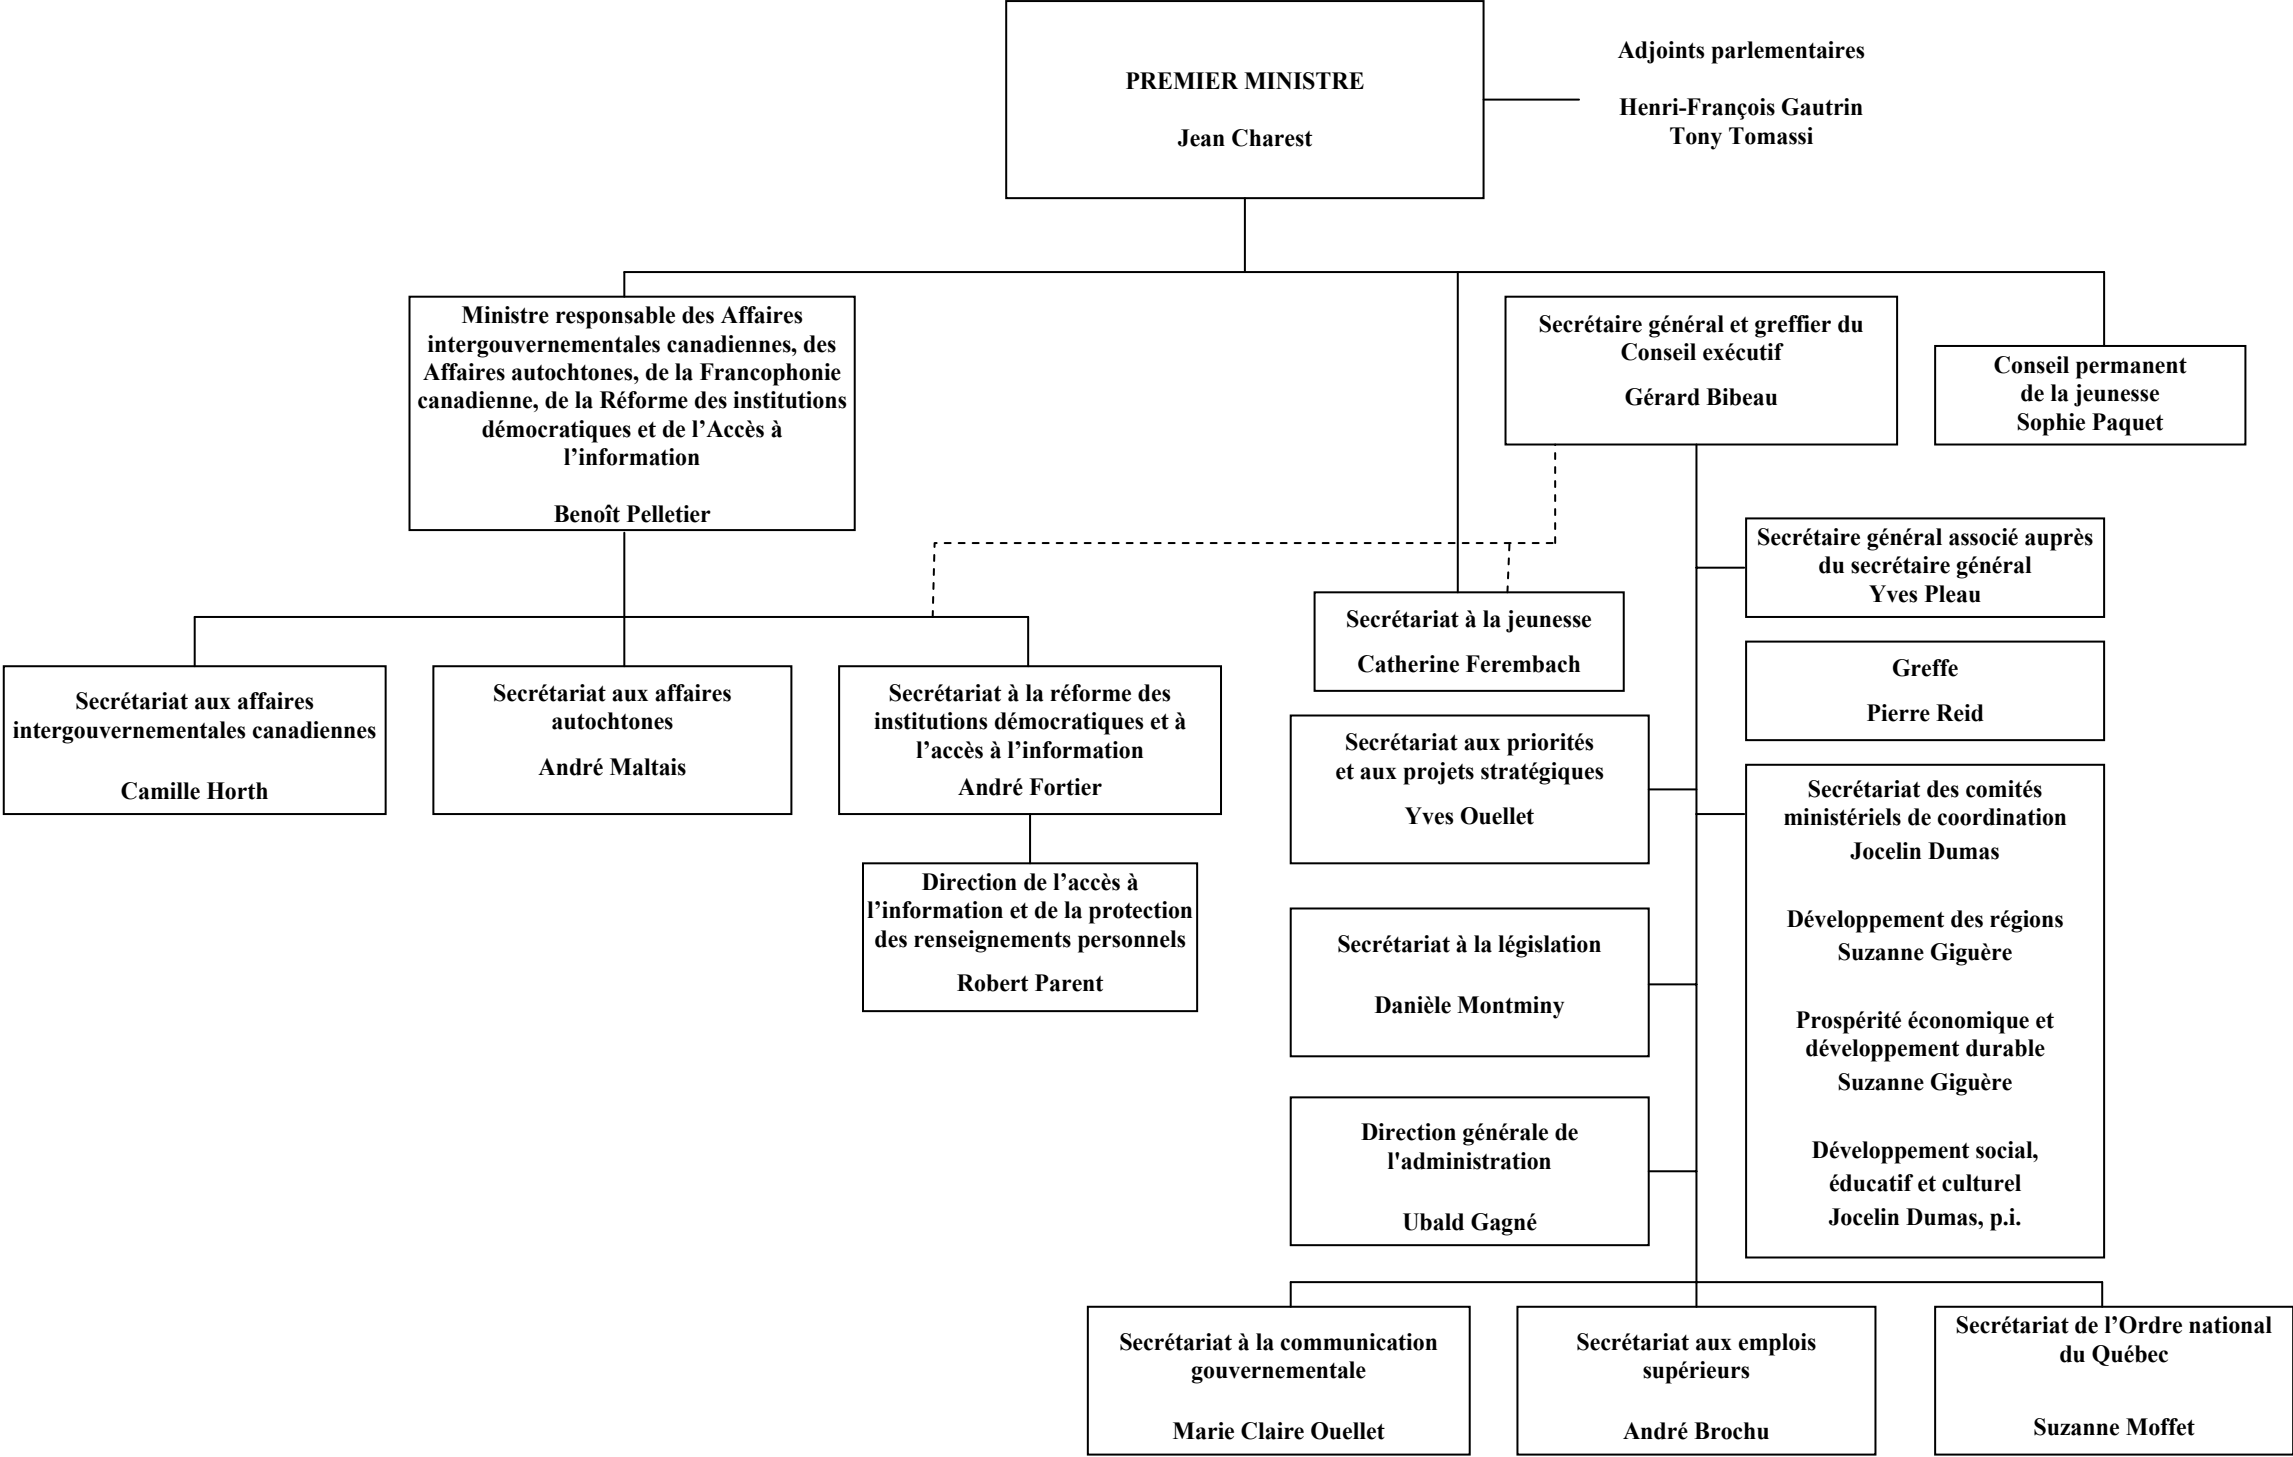 PREMIER MINISTRE
Jean Charest
Adjoints parlementaires
Henri-François Gautrin
Tony Tomassi
Ministre responsable des Affaires
intergouvernementales canadiennes, des
Affaires autochtones, de la Francophonie
canadienne, de la Réforme des institutions
démocratiques et de l’Accès à
l’information
Benoît Pelletier
Secrétaire général et greffier du
Conseil exécutif
Gérard Bibeau
Conseil permanent
de la jeunesse
Sophie Paquet
Secrétaire général associé auprès
du secrétaire général
Yves Pleau
Secrétariat à la jeunesse
Catherine Ferembach
Greffe
Pierre Reid
Secrétariat aux affaires
intergouvernementales canadiennes
Camille Horth
Secrétariat aux affaires
autochtones
André Maltais
Secrétariat à la réforme des
institutions démocratiques et à
l’accès à l’information
André Fortier
Direction de l’accès à
l’information et de la protection
des renseignements personnels
Robert Parent
Secrétariat aux priorités
et aux projets stratégiques
Yves Ouellet
Secrétariat des comités
ministériels de coordination
Jocelin Dumas
Développement des régions
Suzanne Giguère
Prospérité économique et
développement durable
Suzanne Giguère
Développement social,
éducatif et culturel
Jocelin Dumas, p.i.
Secrétariat à la législation
Danièle Montminy
Direction générale de
l'administration
Ubald Gagné
Secrétariat à la communication
gouvernementale
Marie Claire Ouellet
Secrétariat aux emplois
supérieurs
André Brochu
Secrétariat de l’Ordre national
du Québec
Suzanne Moffet